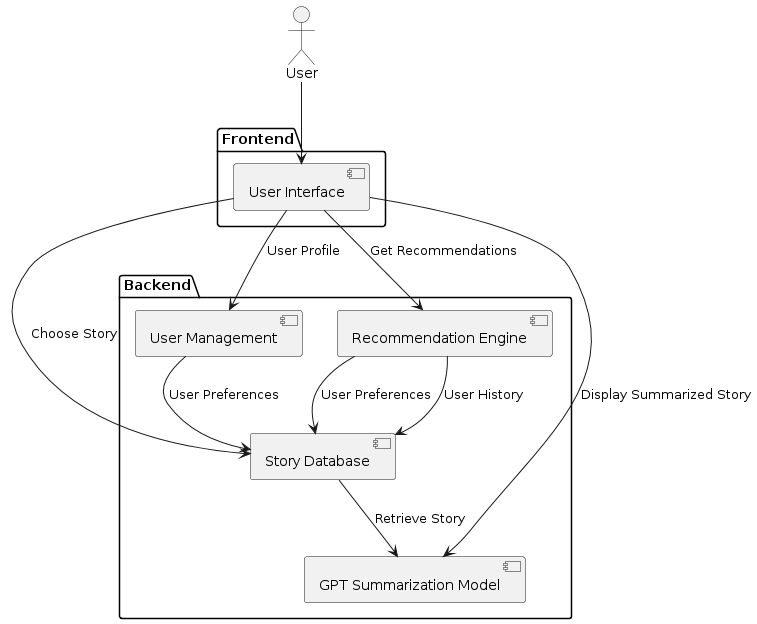 User
Frontend
User Interface
User Profile
Get Recommendations
Backend
Choose Story
User Management
Recommendation Engine
User Preferences
User Preferences
User History
Display Summarized Story
Story Database
Retrieve Story
GPT Summarization Model